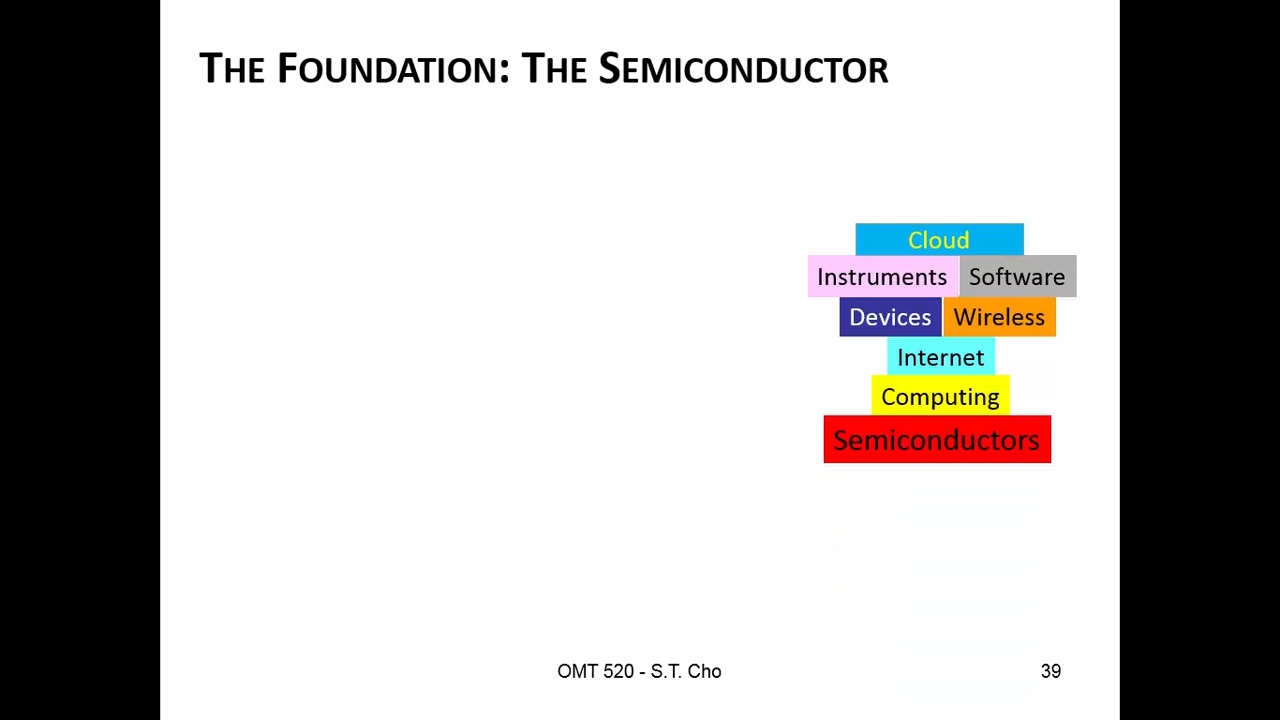 THE FOUNDATION: THE SEMICONDUCTOR
Cloud
Instruments Software
Devices Wireless
Internet
Computing
Semiconductors
OMT 520 - S.T. Cho 39